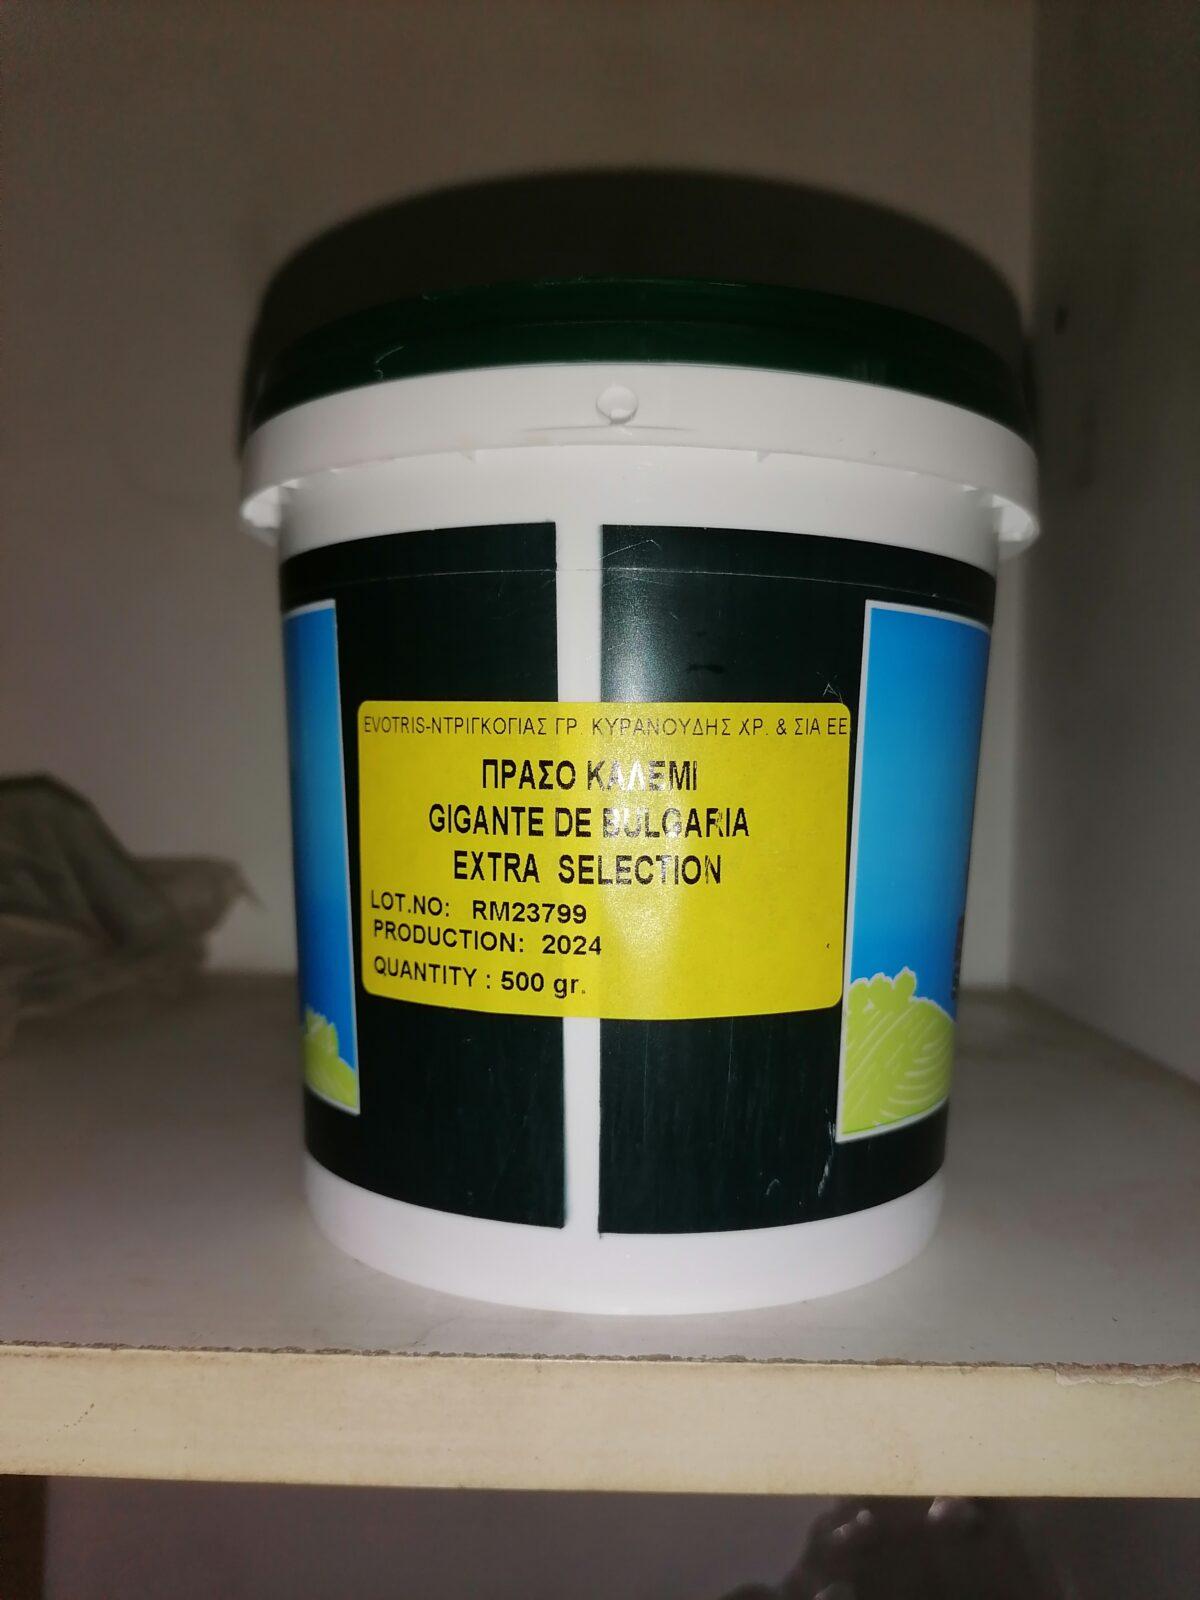 EVOTRIS-ΝΤΡΙΓΚΟΓΙΑΣ ΓΡ. ΚΥΡΑΝΟΥΔΗΣ ΧΡ. & ΣΙΑ ΕΕ
ΠΡΑΣΟ ΚΑΛΕΜΙ
GIGANTE DE BULGARIA
EXTRA SELECTION
LOT.NO: RM23799
PRODUCTION: 2024
QUANTITY : 500 gr.